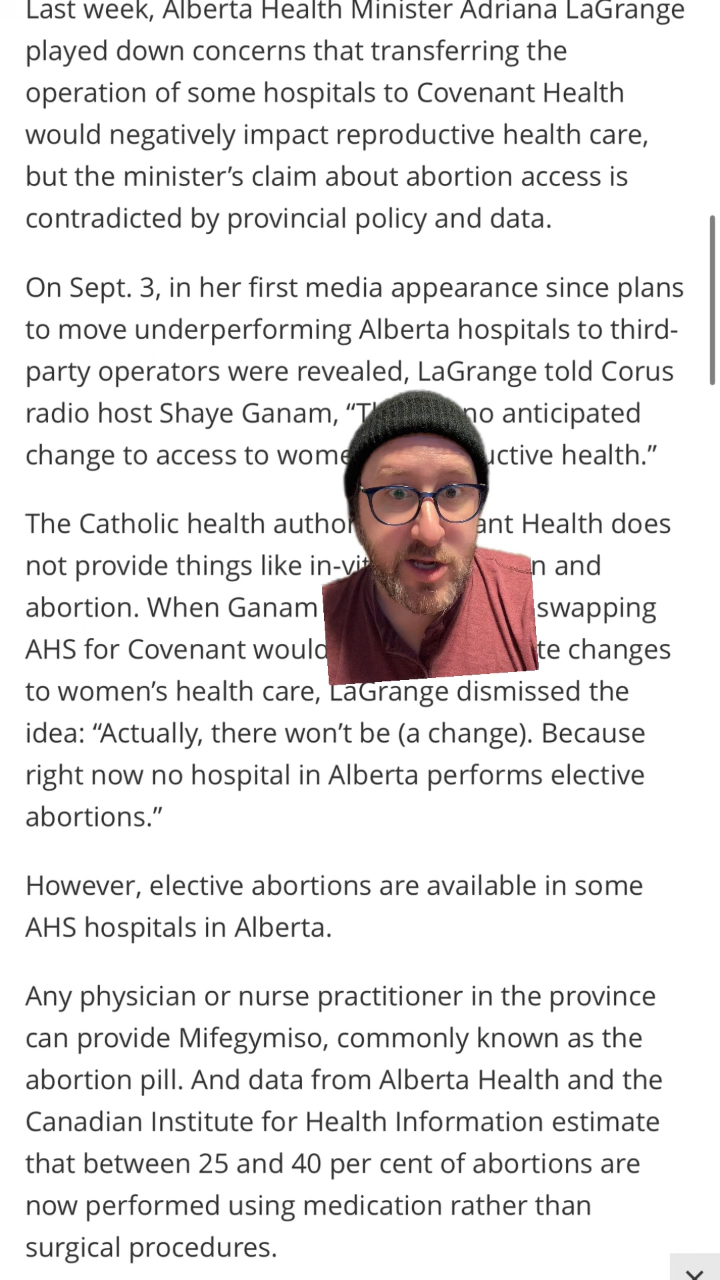 Last week, Alberta Health Minister Adriana LaGrange
played down concerns that transferring the
operation of some hospitals to Covenant Health
would negatively impact reproductive health care,
but the minister’s claim about abortion access is
contradicted by provincial policy and data.
On Sept. 3, in her first media appearance since plans
to move underperforming Alberta hospitals to third-
party operators were revealed, LaGrange told Corus
radio host Shaye Ganam, “ no anticipated
change to access to health.”
The Catholic health Health does
not provide things like and
abortion. When Ganam swapping
AHS for Covenant would changes
to women’s health care, LaGrange dismissed the
idea: “Actually, there won’t be (a change). Because
right now no hospital in Alberta performs elective
abortions.”
However, elective abortions are available in some
AHS hospitals in Alberta.
Any physician or nurse practitioner in the province
can provide Mifegymiso, commonly known as the
abortion pill. And data from Alberta Health and the
Canadian Institute for Health Information estimate
that between 25 and 40 per cent of abortions are
now performed using medication rather than
surgical procedures.